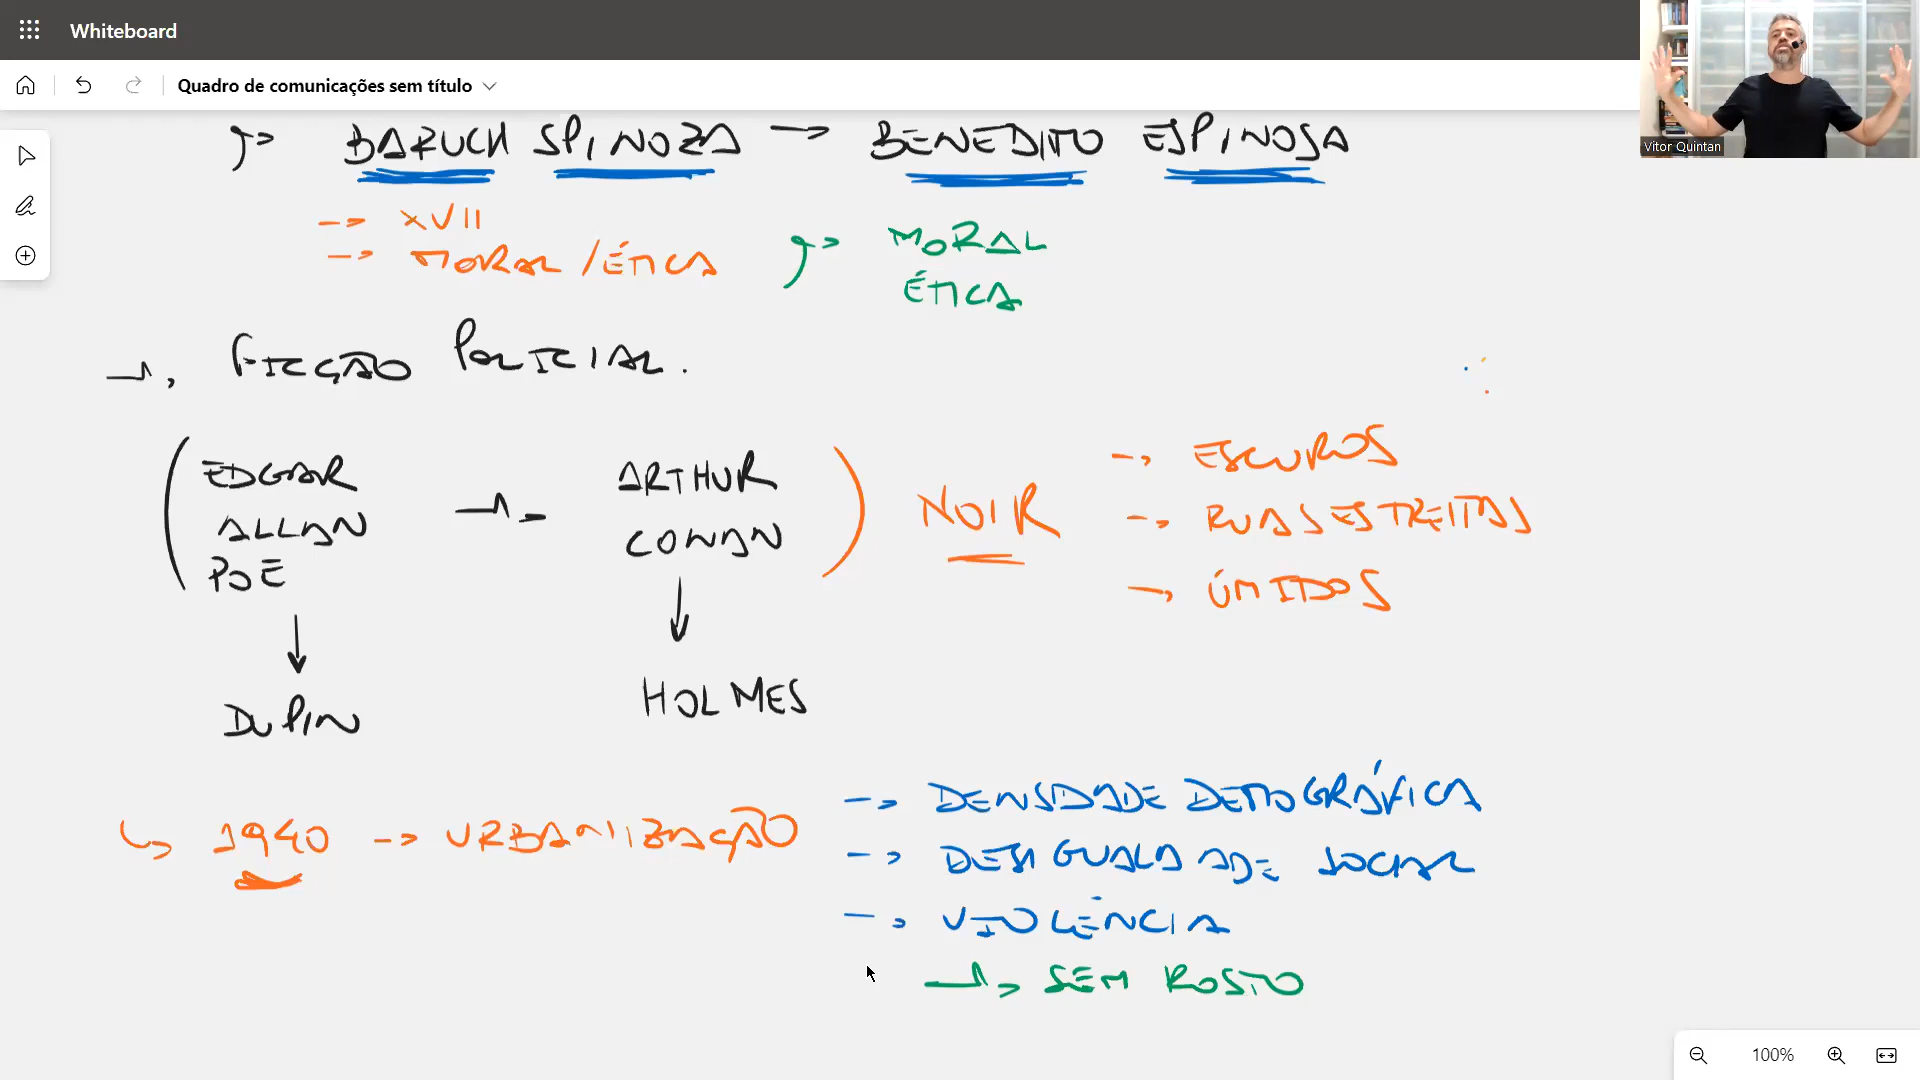 Whiteboard
Quadro de comunicações sem título
Vitor Quintan
BARUCH SPINOZA → BENEDITO ESPINOSA
-> XVII
-> MORAL / ÉTICA
MORAL
ÉTICA
FICÇÃO POLICIAL.
EDGAR
ALLAN
POE
ARTHUR
CONAN
NOIR
-> ESCUROS
-> RUAS ESTREITAS
-> ÚMIDOS
DUPIN
HOLMES
1940 -> URBANIZAÇÃO
-> DENSIDADE DEMOGRÁFICA
-> DESIGUALDADE SOCIAL
-> VIOLÊNCIA
-> SEM ROSTO
100%